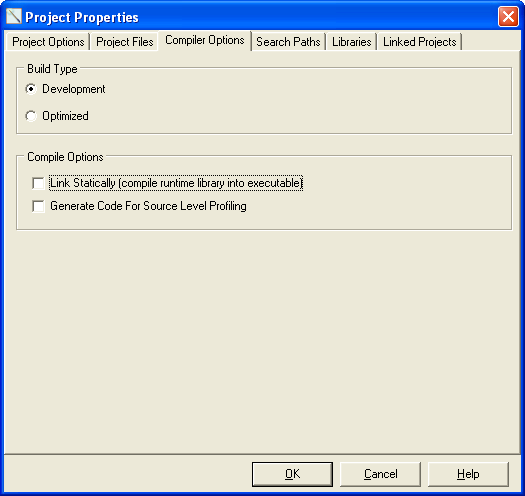 Project Properties
Project Options Project Files Compiler Options Search Paths Libraries Linked Projects
Build Type
Development
Optimized
Compile Options
Link Statically (compile runtime library into executable)
Generate Code For Source Level Profiling
OK Cancel Help